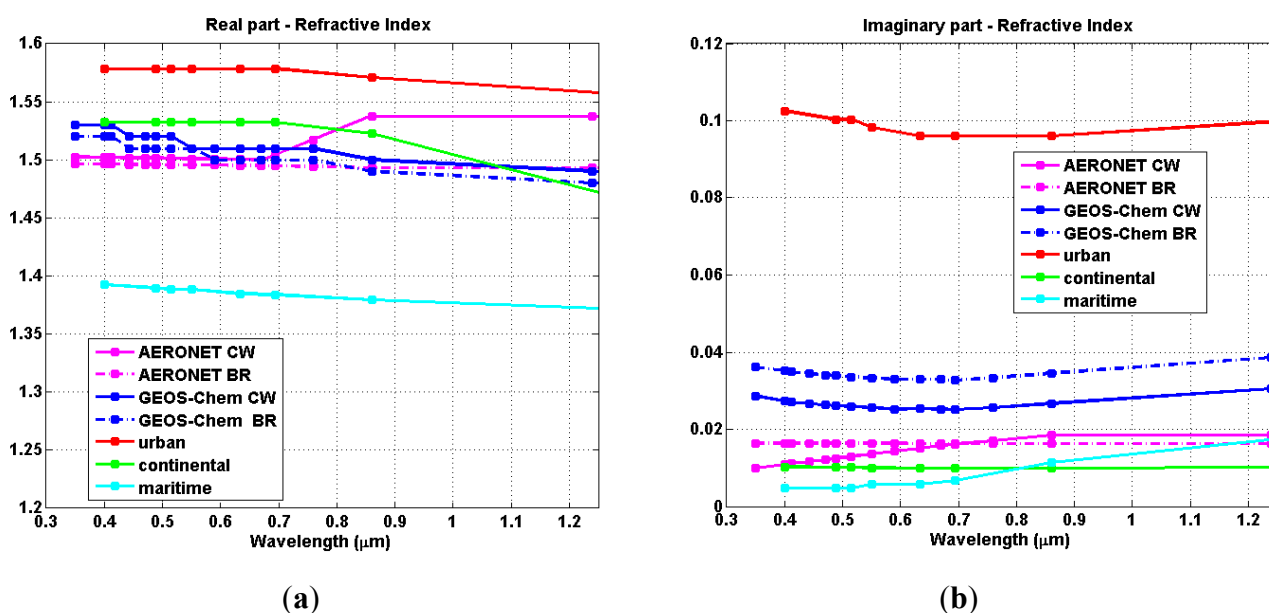 Real part - Refractive Index
1.6
1.55
1.5
1.45
1.4
1.35
1.3
1.25
1.2
AERONET CW
AERONET BR
GEOS-Chem CW
GEOS-Chem BR
urban
continental
maritime
0.3 0.4 0.5 0.6 0.7 0.8 0.9 1 1.1 1.2
Wavelength (μm)
(a)
Imaginary part - Refractive Index
0.12
0.1
0.08
0.06
0.04
0.02
0
AERONET CW
AERONET BR
GEOS-Chem CW
GEOS-Chem BR
urban
continental
maritime
0.3 0.4 0.5 0.6 0.7 0.8 0.9 1 1.1 1.2
Wavelength (μm)
(b)